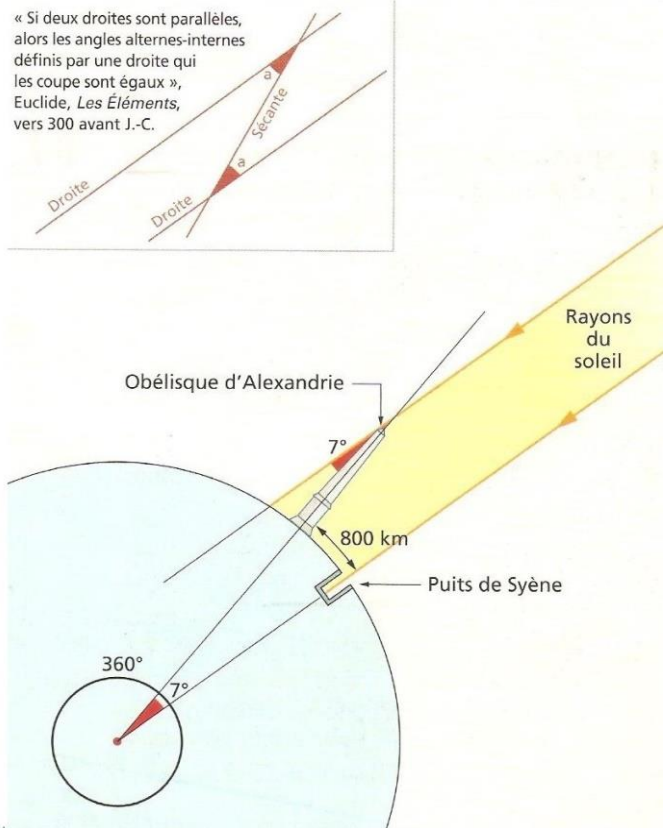 « Si deux droites sont parallèles,
alors les angles alternes-internes
définis par une droite qui
les coupe sont égaux »,
Euclide, Les Éléments,
vers 300 avant J.-C.
a
Sécante
a
Droite
Droite
Rayons
du
soleil
Obélisque d'Alexandrie
7°
800 km
Puits de Syène
360°
7°